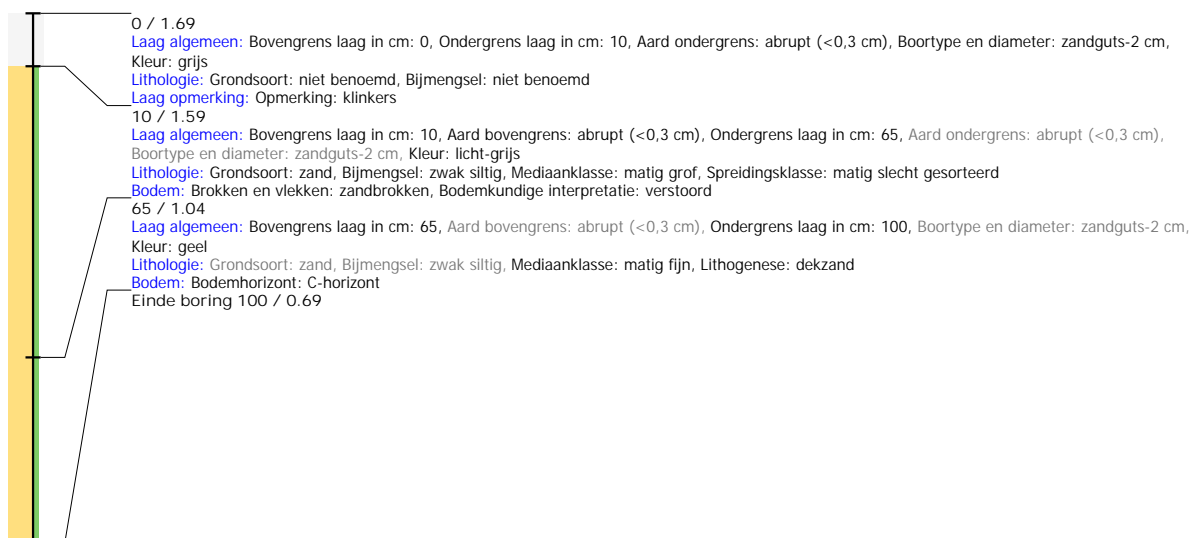 0 / 1.69
Laag algemeen: Bovengrens laag in cm: 0, Ondergrens laag in cm: 10, Aard ondergrens: abrupt (<0,3 cm), Boortype en diameter: zandguts-2 cm,
Kleur: grijs
Lithologie: Grondsoort: niet benoemd, Bijmengsel: niet benoemd
Laag opmerking: Opmerking: klinkers
10 / 1.59
Laag algemeen: Bovengrens laag in cm: 10, Aard bovengrens: abrupt (<0,3 cm), Ondergrens laag in cm: 65, Aard ondergrens: abrupt (<0,3 cm),
Boortype en diameter: zandguts-2 cm, Kleur: licht-grijs
Lithologie: Grondsoort: zand, Bijmengsel: zwak siltig, Mediaanklasse: matig grof, Spreidingsklasse: matig slecht gesorteerd
Bodem: Brokken en vlekken: zandbrokken, Bodemkundige interpretatie: verstoord
65 / 1.04
Laag algemeen: Bovengrens laag in cm: 65, Aard bovengrens: abrupt (<0,3 cm), Ondergrens laag in cm: 100, Boortype en diameter: zandguts-2 cm,
Kleur: geel
Lithologie: Grondsoort: zand, Bijmengsel: zwak siltig, Mediaanklasse: matig fijn, Lithogenese: dekzand
Bodem: Bodemhorizont: C-horizont
Einde boring 100 / 0.69